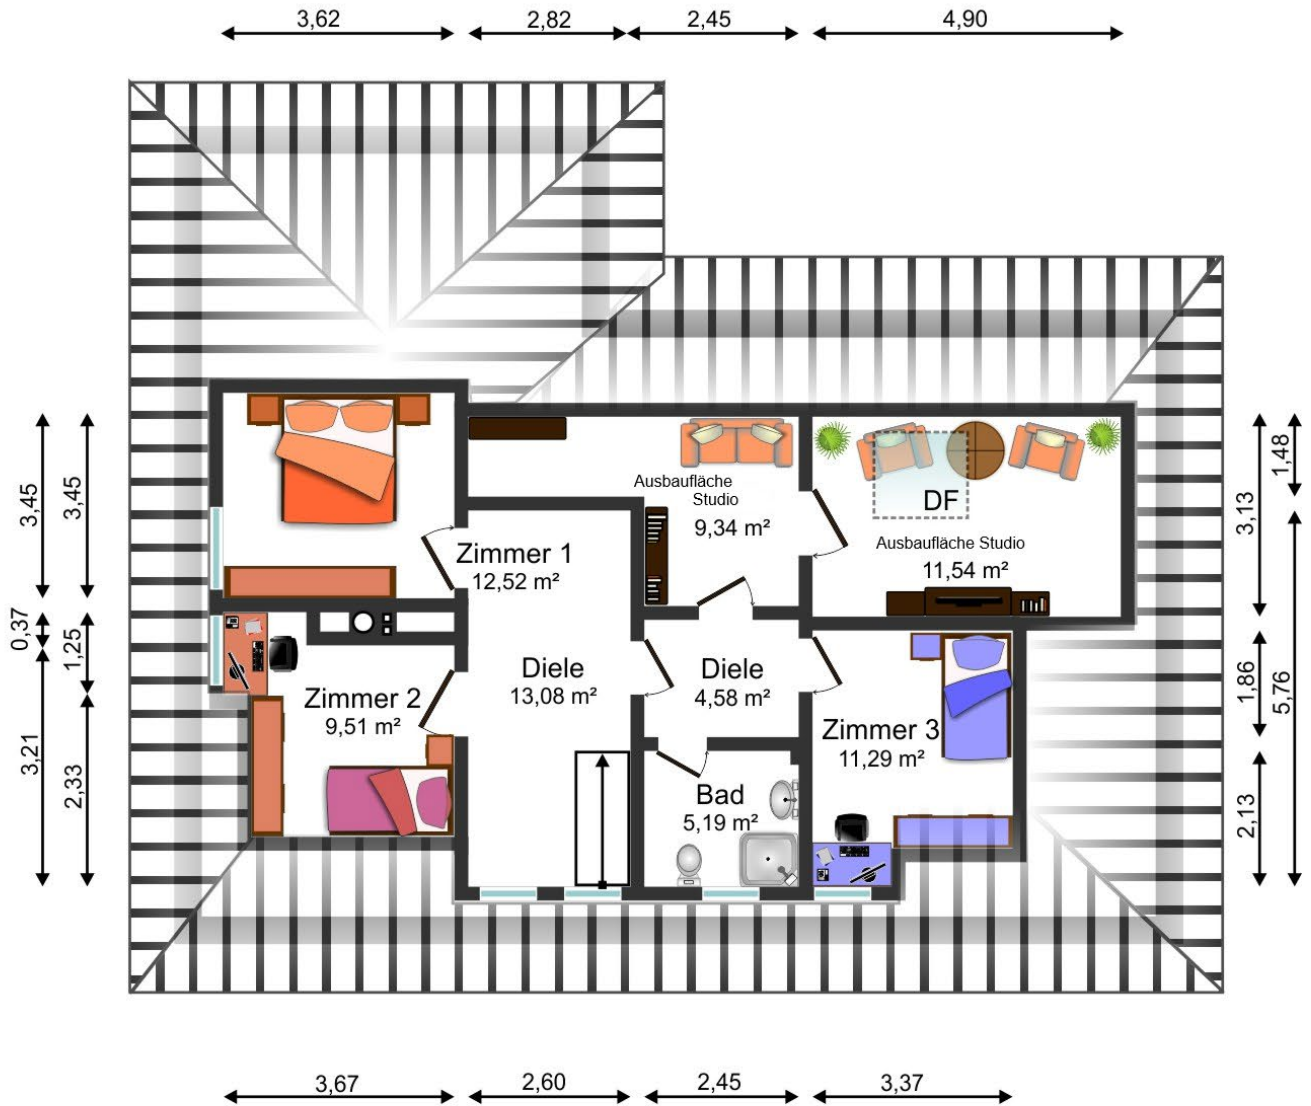 3,62
2,82
2,45
4,90
3,45
3,45
0,37
1,25
3,21
2,33
Ausbaufläche
Studio
9,34 m²
DF
Ausbaufläche Studio
11,54 m²
Zimmer 1
12,52 m²
Diele
13,08 m²
Diele
4,58 m²
Zimmer 2
9,51 m²
Zimmer 3
11,29 m²
Bad
5,19 m²
1,48
3,13
1,86
5,76
2,13
3,67
2,60
2,45
3,37